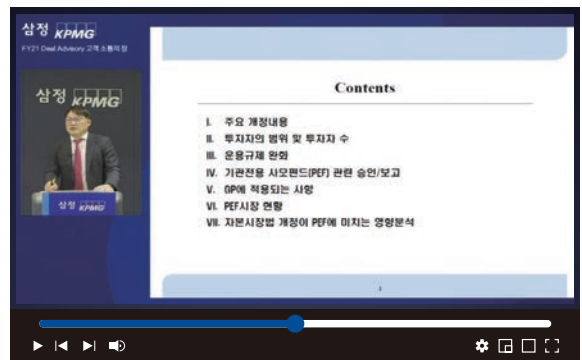 삼정 KPMG
FY21 Deal Advisory 고객 소통의 장
삼정 KPMG
삼정 KPMG
Contents
I. 주요 개정내용
II. 투자자의 범위 및 투자자 수
III. 운용규제 완화
IV. 기관전용 사모펀드(PEF) 관련 승인/보고
V. GP에 적용되는 사항
VI. PEF시장 현황
VII. 자본시장법 개정이 PEF에 미치는 영향분석